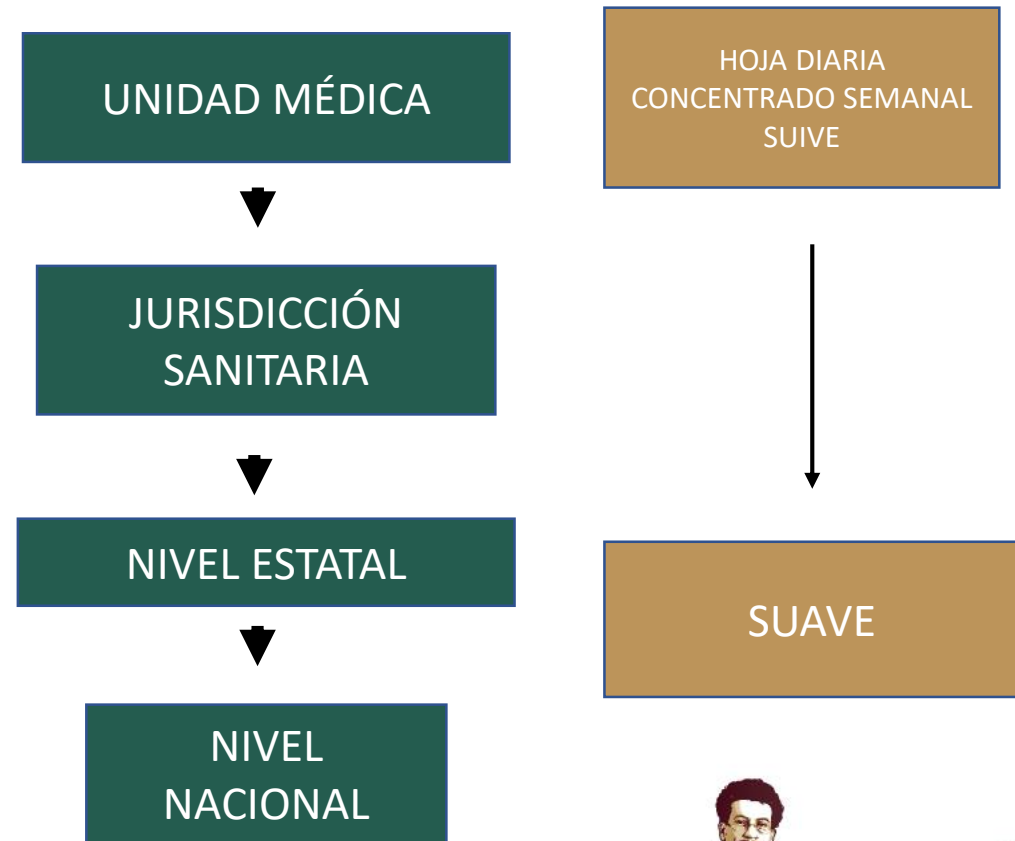 UNIDAD MÉDICA
JURISDICCIÓN
SANITARIA
NIVEL ESTATAL
NIVEL
NACIONAL
HOJA DIARIA
CONCENTRADO SEMANAL
SUIVE
SUAVE